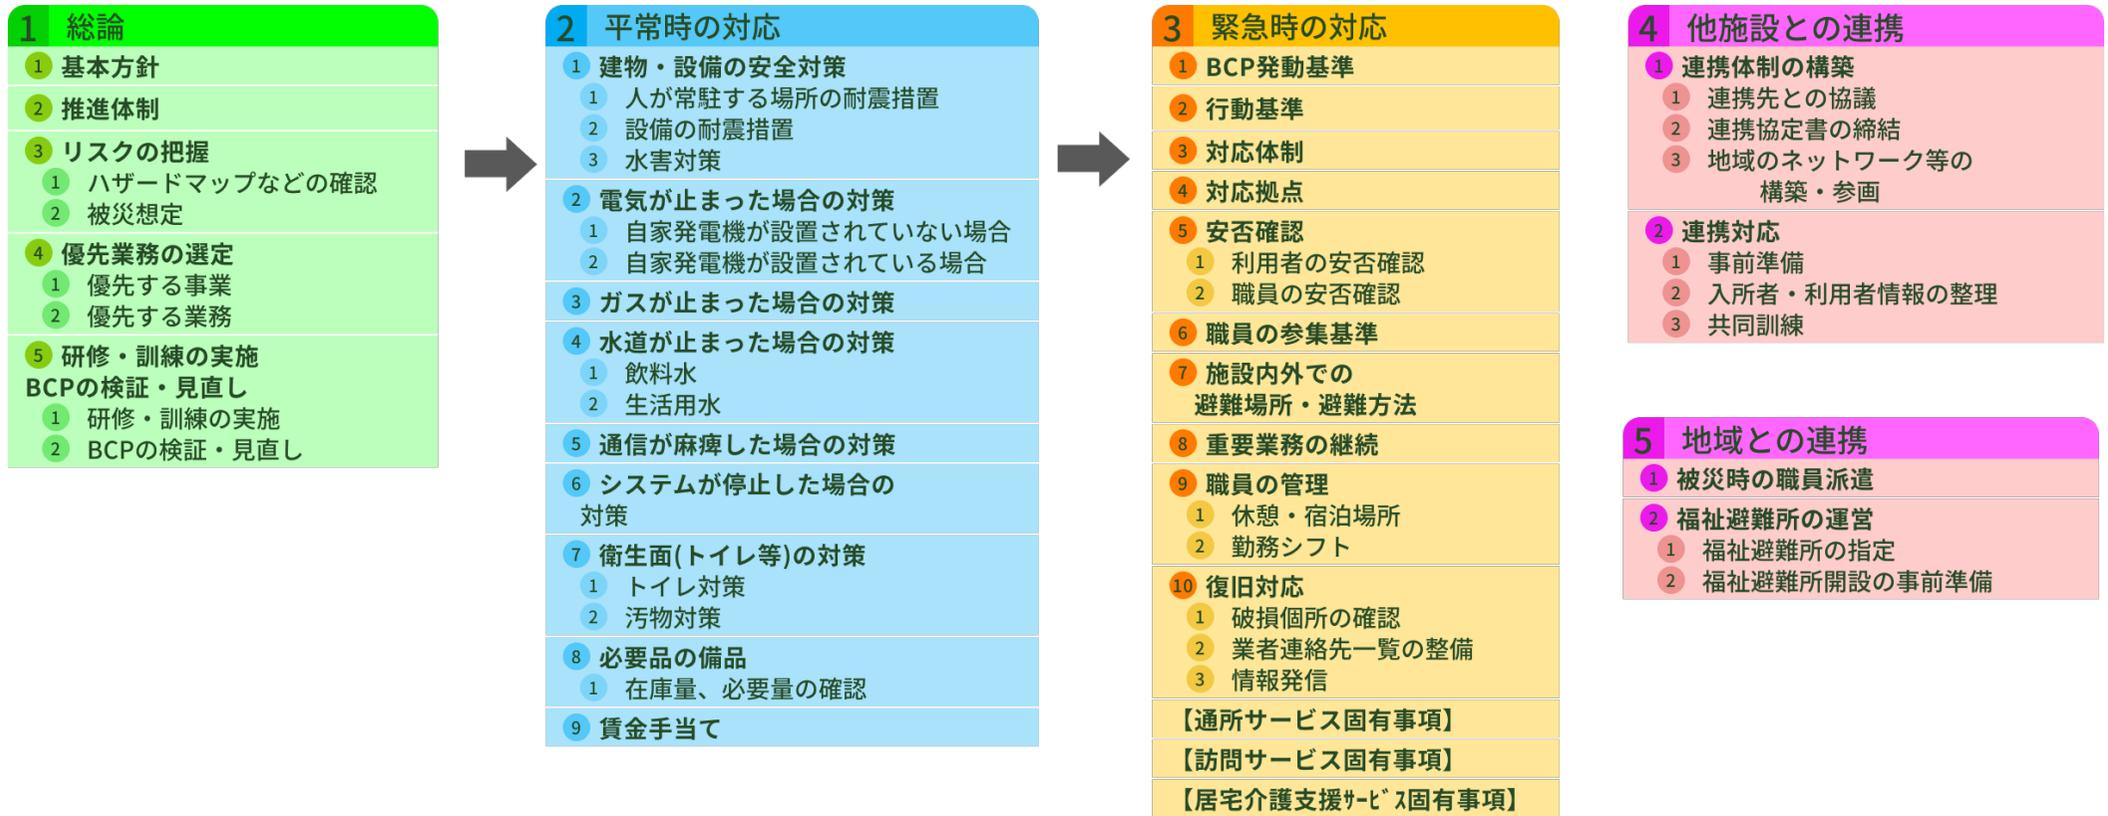 1 総論
1 基本方針
2 推進体制
3 リスクの把握
1 ハザードマップなどの確認
2 被災想定
4 優先業務の選定
1 優先する事業
2 優先する業務
5 研修・訓練の実施
BCPの検証・見直し
1 研修・訓練の実施
2 BCPの検証・見直し
2 平常時の対応
1 建物・設備の安全対策
1 人が常駐する場所の耐震措置
2 設備の耐震措置
3 水害対策
2 電気が止まった場合の対策
1 自家発電機が設置されていない場合
2 自家発電機が設置されている場合
3 ガスが止まった場合の対策
4 水道が止まった場合の対策
1 飲料水
2 生活用水
5 通信が麻痺した場合の対策
6 システムが停止した場合の
対策
7 衛生面(トイレ等)の対策
1 トイレ対策
2 汚物対策
8 必要品の備品
1 在庫量、必要量の確認
9 賃金手当て
3 緊急時の対応
1 BCP発動基準
2 行動基準
3 対応体制
4 対応拠点
5 安否確認
1 利用者の安否確認
2 職員の安否確認
6 職員の参集基準
7 施設内外での
避難場所・避難方法
8 重要業務の継続
9 職員の管理
1 休憩・宿泊場所
2 勤務シフト
10 復旧対応
1 破損個所の確認
2 業者連絡先一覧の整備
3 情報発信
【通所サービス固有事項】
【訪問サービス固有事項】
【居宅介護支援ｻｰﾋﾞｽ固有事項】
4 他施設との連携
1 連携体制の構築
1 連携先との協議
2 連携協定書の締結
3 地域のネットワーク等の
構築・参画
2 連携対応
1 事前準備
2 入所者・利用者情報の整理
3 共同訓練
5 地域との連携
1 被災時の職員派遣
2 福祉避難所の運営
1 福祉避難所の指定
2 福祉避難所開設の事前準備